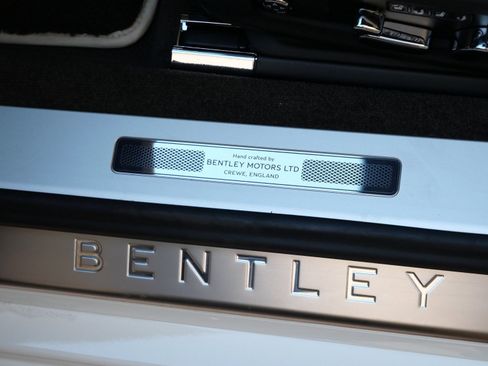 Hand crafted by
BENTLEY MOTORS LTD
CREWE, ENGLAND
BENTLEY